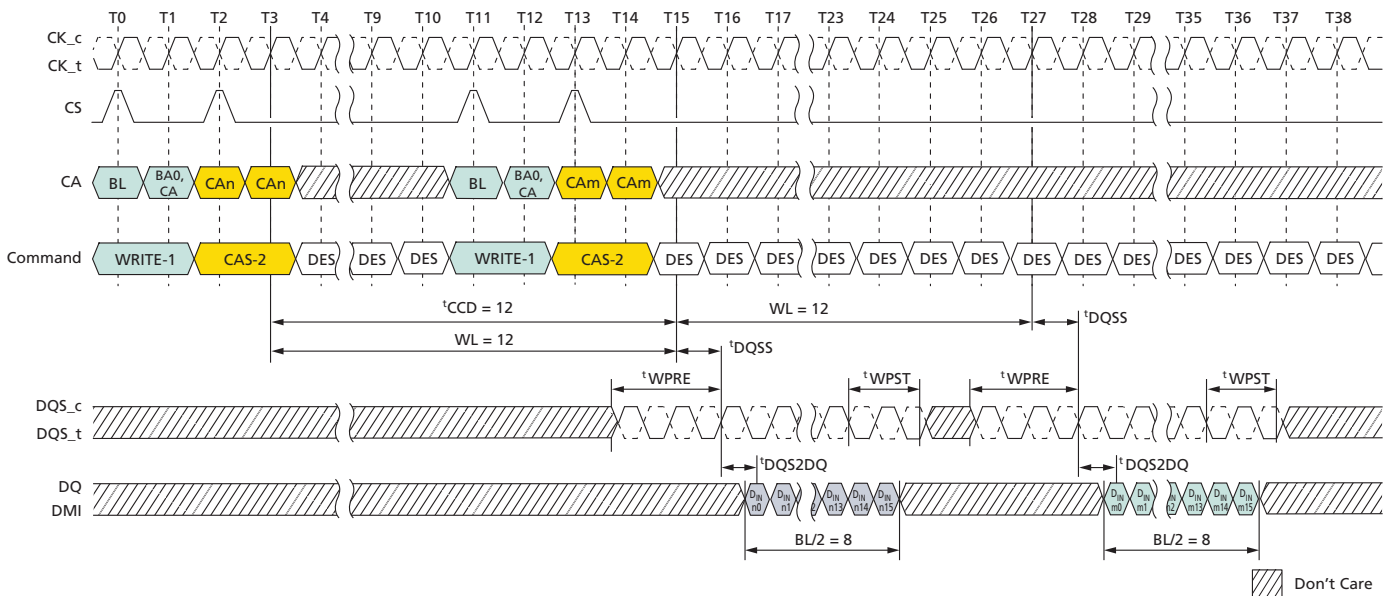 T0 T1 T2 T3 T4 T9 T10 T11 T12 T13 T14 T15 T16 T17 T23 T24 T25 T26 T27 T28 T29 T35 T36 T37 T38
CK_c
CK_t
CS
CA BL BA0, CA CAn CAn BL BA0, CA CAm CAm
Command WRITE-1 CAS-2 DES DES DES WRITE-1 CAS-2 DES DES DES DES DES DES DES DES DES DES DES DES DES DES
tCCD = 12 WL = 12 tDQSS
WL = 12 tDQSS
tWPRE tWPST tWPRE tWPST
DQS_c
DQS_t
tDQS2DQ tDQS2DQ
DQ
DMI
DIN n0 DIN n1 DIN n13 DIN n14 DIN n15 DIN m0 DIN m1 DIN m13 DIN m14 DIN m15
BL/2 = 8 BL/2 = 8
Don't Care